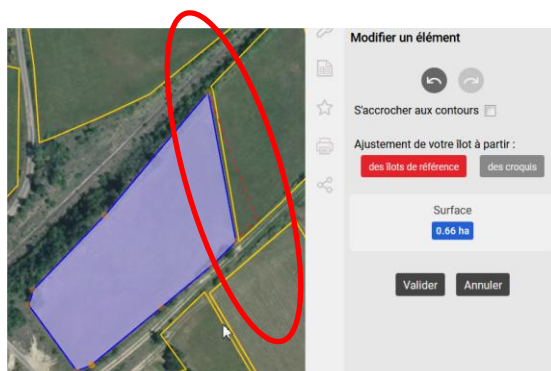 Modifier un élément
S'accrocher aux contours
Ajustement de votre îlot à partir :
des îlots de référence des croquis
Surface
0.66 ha
Valider Annuler